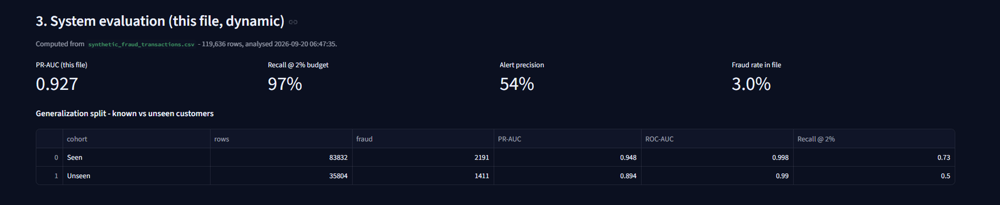 3. System evaluation (this file, dynamic)
Computed from synthetic_fraud_transactions.csv - 119,636 rows, analysed 2026-09-20 06:47:35.
PR-AUC (this file) Recall @ 2% budget Alert precision Fraud rate in file
0.927 97% 54% 3.0%
Generalization split - known vs unseen customers
cohort rows fraud PR-AUC ROC-AUC Recall @ 2%
0 Seen 83832 2191 0.948 0.998 0.73
1 Unseen 35804 1411 0.894 0.99 0.5